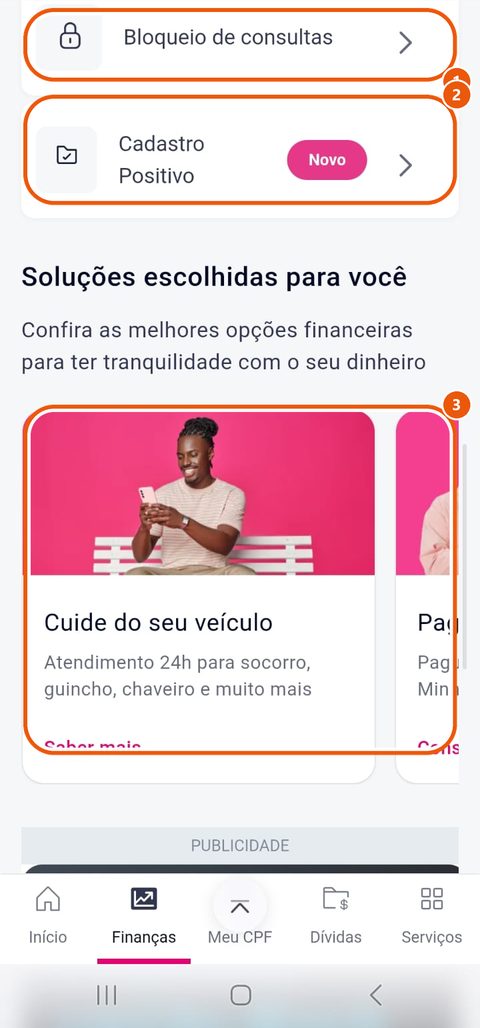 Bloqueio de consultas
1
2
Cadastro
Positivo
Novo
Soluções escolhidas para você
Confira as melhores opções financeiras
para ter tranquilidade com o seu dinheiro
3
Cuide do seu veículo
Atendimento 24h para socorro,
guincho, chaveiro e muito mais
Saber mais
PUBLICIDADE
Início
Finanças
Meu CPF
Dívidas
Serviços